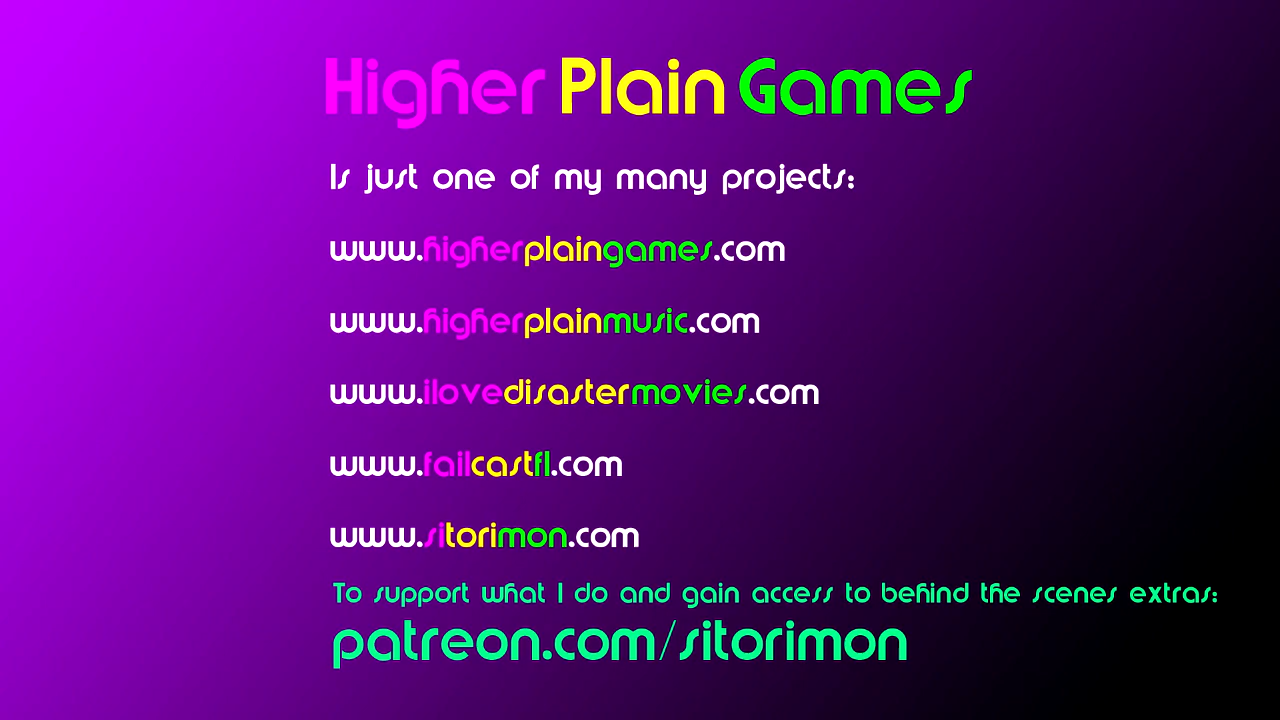 Higher Plain Games
Is just one of my many projects:
www.higherplaingames.com
www.higherplainmusic.com
www.ilovedisastermovies.com
www.failcastfl.com
www.sitorimon.com
To support what I do and gain access to behind the scenes extras:
patreon.com/sitorimon